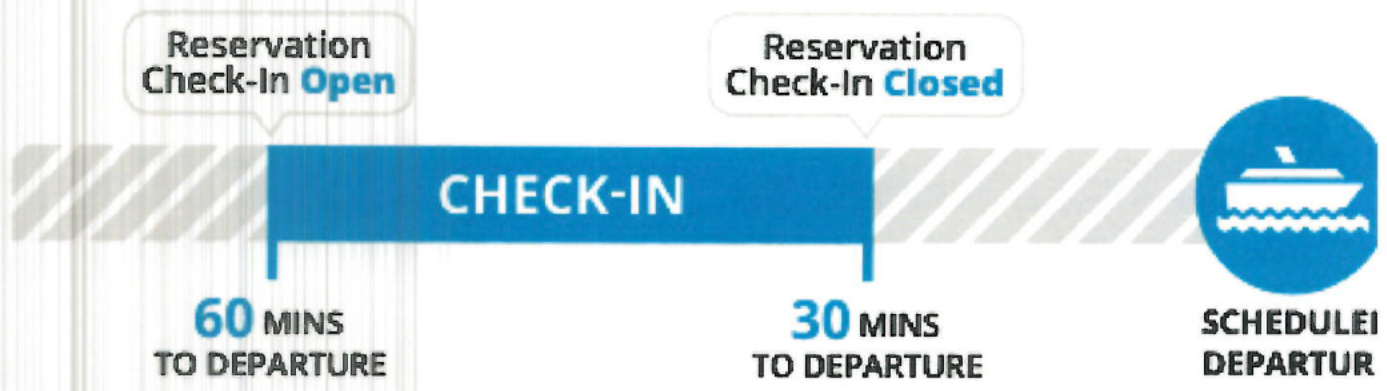 Reservation
Check-In Open
Reservation
Check-In Closed
CHECK-IN
60 MINS
TO DEPARTURE
30 MINS
TO DEPARTURE
SCHEDULE
DEPARTUR